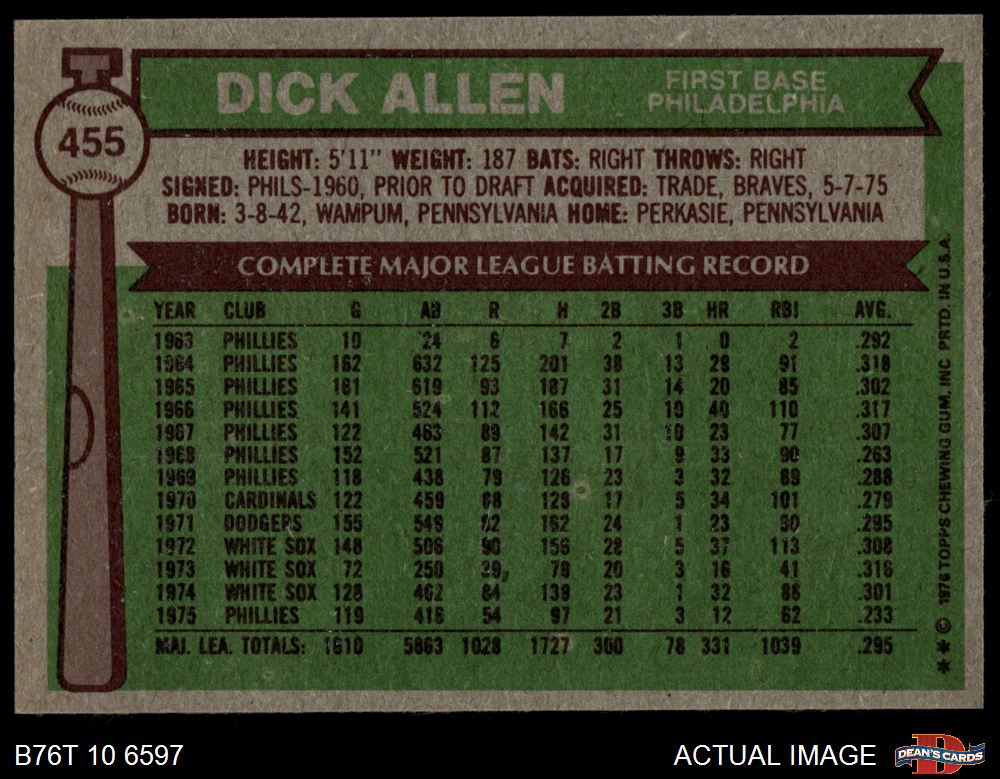 455
DICK ALLEN
FIRST BASE
PHILADELPHIA
HEIGHT: 5'11" WEIGHT: 187 BATS: RIGHT THROWS: RIGHT
SIGNED: PHILS-1960, PRIOR TO DRAFT ACQUIRED: TRADE, BRAVES, 5-7-75
BORN: 3-8-42, WAMPUM, PENNSYLVANIA HOME: PERKASIE, PENNSYLVANIA
COMPLETE MAJOR LEAGUE BATTING RECORD
YEAR CLUB G AB R H 2B 3B HR RBI AVG.
1963 PHILLIES 10 24 6 7 2 1 0 2 .292
1964 PHILLIES 162 632 125 201 38 13 29 91 .318
1965 PHILLIES 161 619 93 187 31 14 20 85 .302
1966 PHILLIES 141 524 112 166 25 10 40 110 .317
1967 PHILLIES 122 463 89 142 31 10 23 77 .307
1968 PHILLIES 152 521 87 137 17 9 33 90 .263
1969 PHILLIES 118 438 79 126 23 3 32 89 .288
1970 CARDINALS 122 459 88 128 17 5 34 101 .279
1971 DODGERS 155 549 82 162 24 1 23 90 .295
1972 WHITE SOX 148 506 90 156 28 5 37 113 .308
1973 WHITE SOX 72 250 39 79 20 3 16 41 .316
1974 WHITE SOX 128 462 84 139 23 1 32 88 .301
1975 PHILLIES 119 416 54 97 21 3 12 62 .233
MAJ. LEA. TOTALS: 1610 5863 1028 1727 300 78 331 1039 .295
* * © 1976 TOPPS CHEWING GUM, INC. PRTD. IN U.S.A.
B76T 10 6597
ACTUAL IMAGE
DEAN'S CARDS